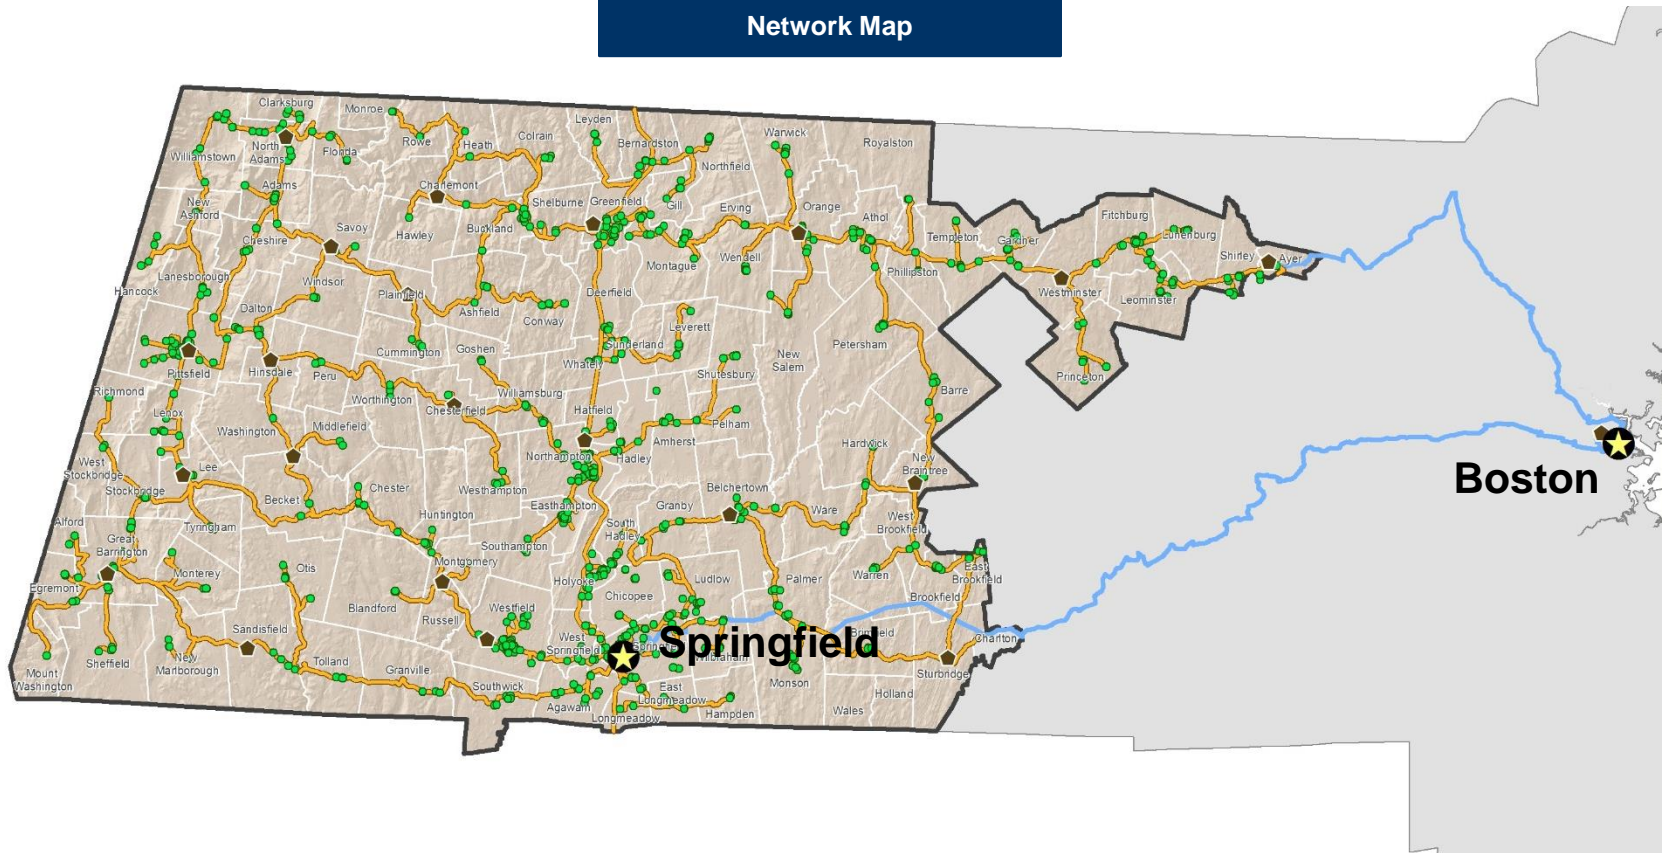 Network Map
Clarksburg
Monroe
Leyden
Warwick
Royalston
Rowe
Colrain
Heath
Bernardston
Northfield
Williamstown
North
Adams
Florida
Adams
Charlemont
New
Ashford
Shelburne
Greenfield
Gill
Erving
Orange
Athol
Fitchburg
Lunenburg
Savoy
Hawley
Buckland
Templeton
Gardner
Cheshire
Montague
Wendell
Phillipston
Shirley
Ayer
Lanesborough
Windsor
Hancock
Plainfield
Deerfield
Westminster
Leominster
Dalton
Ashfield
Conway
Leverett
Sunderland
Petersham
Cummington
Goshen
New
Salem
Pittsfield
Hinsdale
Peru
Whately
Shutesbury
Princeton
Richmond
Worthington
Williamsburg
Barre
Lenox
Chesterfield
Hatfield
Washington
Middlefield
Amherst
Pelham
Hardwick
West
Stockbridge
Lee
Northampton
Hadley
New
Braintree
Boston
Stockbridge
Chester
Westhampton
Belchertown
Becket
Easthampton
Granby
Ware
Alford
Tyringham
Huntington
South
Hadley
West
Brookfield
Great
Barrington
Southampton
Montgomery
Otis
Monterey
Egremont
Holyoke
Ludlow
Palmer
Warren
East
Brookfield
Blandford
Westfield
Chicopee
Brookfield
Russell
Sandisfield
West
Springfield
Springfield
Springfield
Wilbraham
Brimfield
Charlton
Mount
Washington
Sheffield
New
Marlborough
Tolland
Granville
Southwick
East
Longmeadow
Monson
Sturbridge
Holland
Agawam
Longmeadow
Hampden
Wales